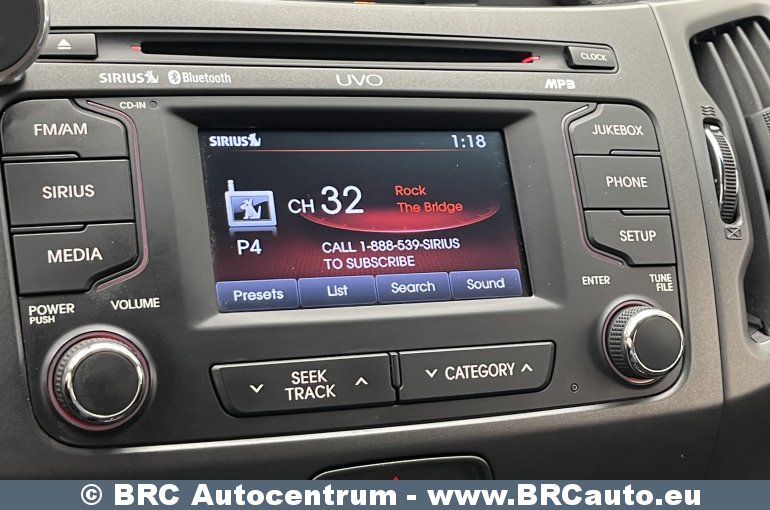 CLOCK
SIRIUS Bluetooth UVO MP3
CD-IN
FM/AM
SIRIUS
MEDIA
SIRIUS 1:18
CH 32 Rock
The Bridge
P4 CALL 1-888-539-SIRIUS
TO SUBSCRIBE
Presets List Search Sound
JUKEBOX
PHONE
SETUP
POWER
PUSH
VOLUME
ENTER
TUNE
FILE
SEEK
TRACK
CATEGORY
© BRC Autocentrum - www.BRCauto.eu